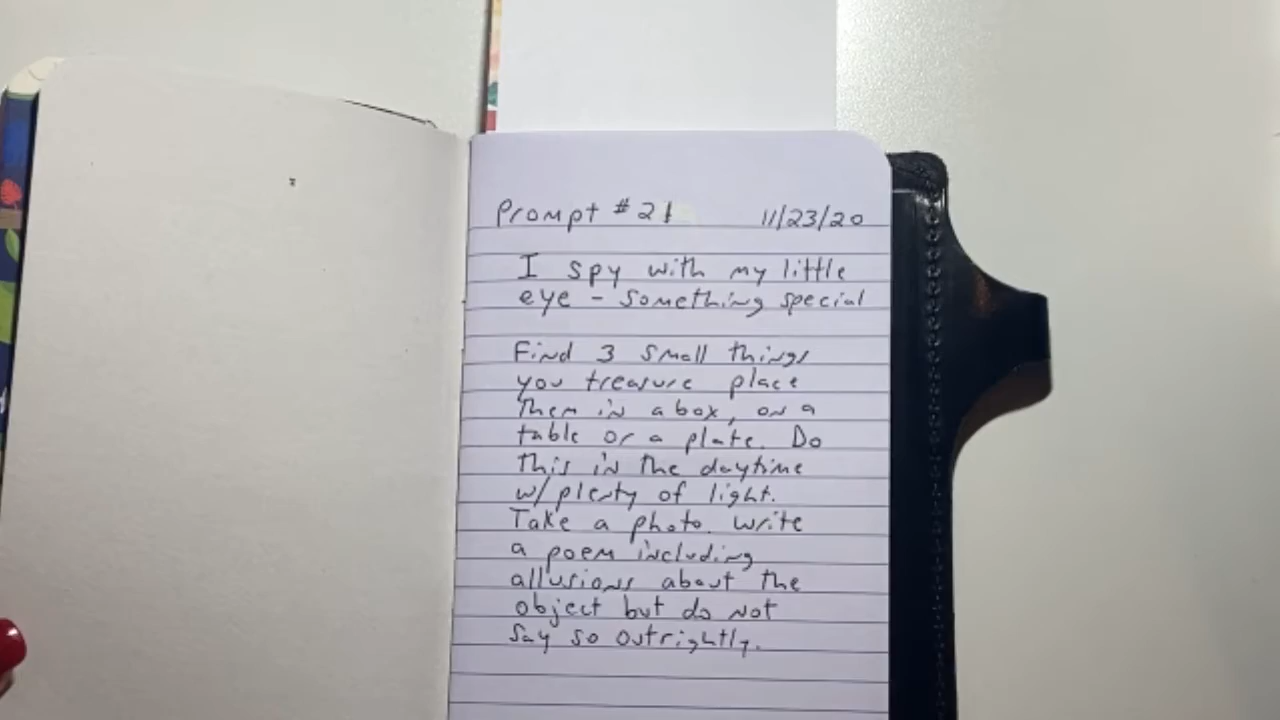 Prompt #21 11/23/20
I spy with my little
eye - something special
Find 3 small things
you treasure place
them in a box, on a
table or a plate. Do
this in the daytime
w/ plenty of light.
Take a photo. Write
a poem including
allusions about the
object but do not
say so outrightly.